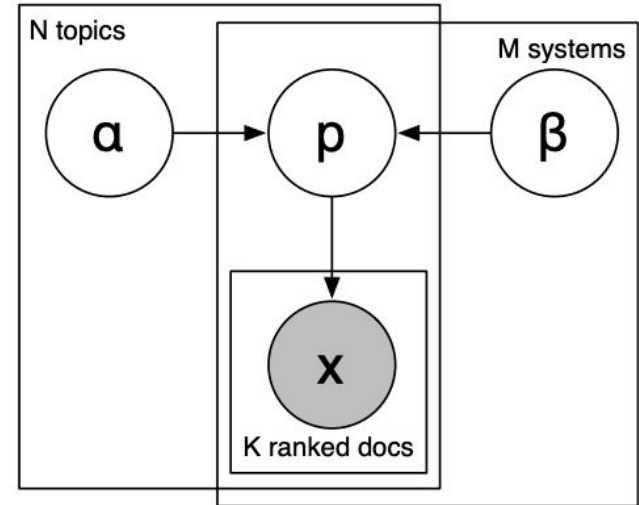 N topics
M systems
α
p
β
x
K ranked docs